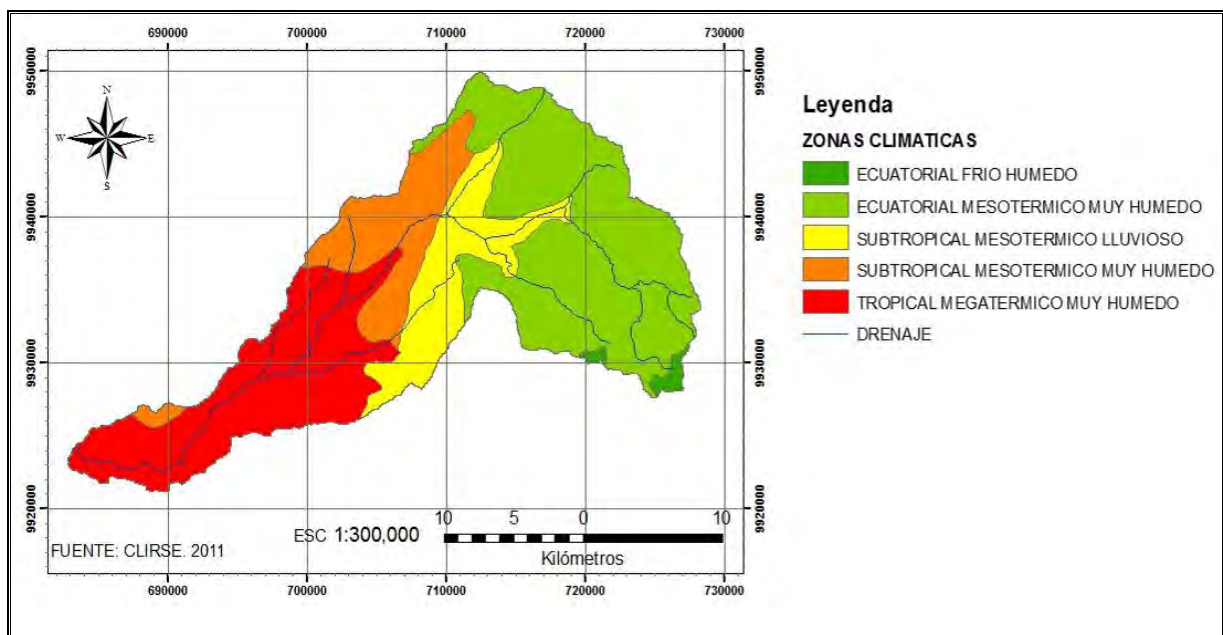 690000 700000 710000 720000 730000
9950000 9950000
N
W E
S
9940000 9940000
9930000 9930000
9920000 9920000
10 5 0 10
ESC 1:300,000
Kilómetros
FUENTE: CLIRSE. 2011
690000 700000 710000 720000 730000
Leyenda
ZONAS CLIMATICAS
ECUATORIAL FRIO HUMEDO
ECUATORIAL MESOTERMICO MUY HUMEDO
SUBTROPICAL MESOTERMICO LLUVIOSO
SUBTROPICAL MESOTERMICO MUY HUMEDO
TROPICAL MEGATERMICO MUY HUMEDO
DRENAJE